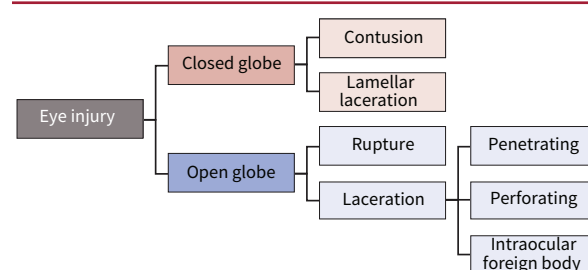 Eye injury
Closed globe
Contusion
Lamellar
laceration
Open globe
Rupture
Laceration
Penetrating
Perforating
Intraocular
foreign body